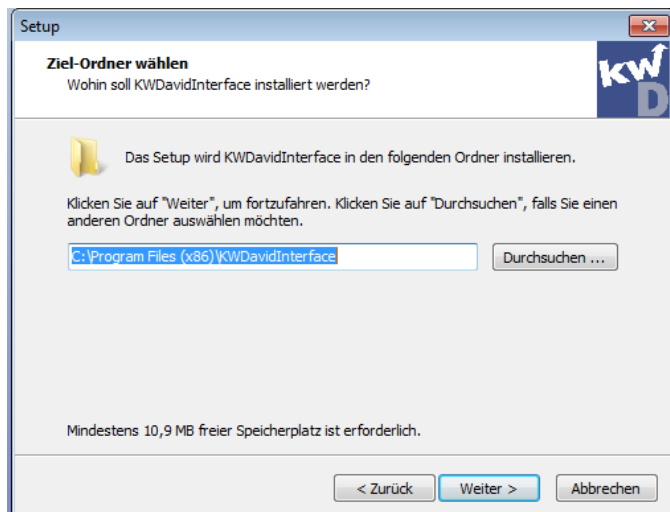 Setup
Ziel-Ordner wählen
Wohin soll KWDavidInterface installiert werden?
kw
D
Das Setup wird KWDavidInterface in den folgenden Ordner installieren.
Klicken Sie auf "Weiter", um fortzufahren. Klicken Sie auf "Durchsuchen", falls Sie einen
anderen Ordner auswählen möchten.
C:\Program Files (x86)\KWDavidInterface
Durchsuchen ...
Mindestens 10,9 MB freier Speicherplatz ist erforderlich.
< Zurück
Weiter >
Abbrechen